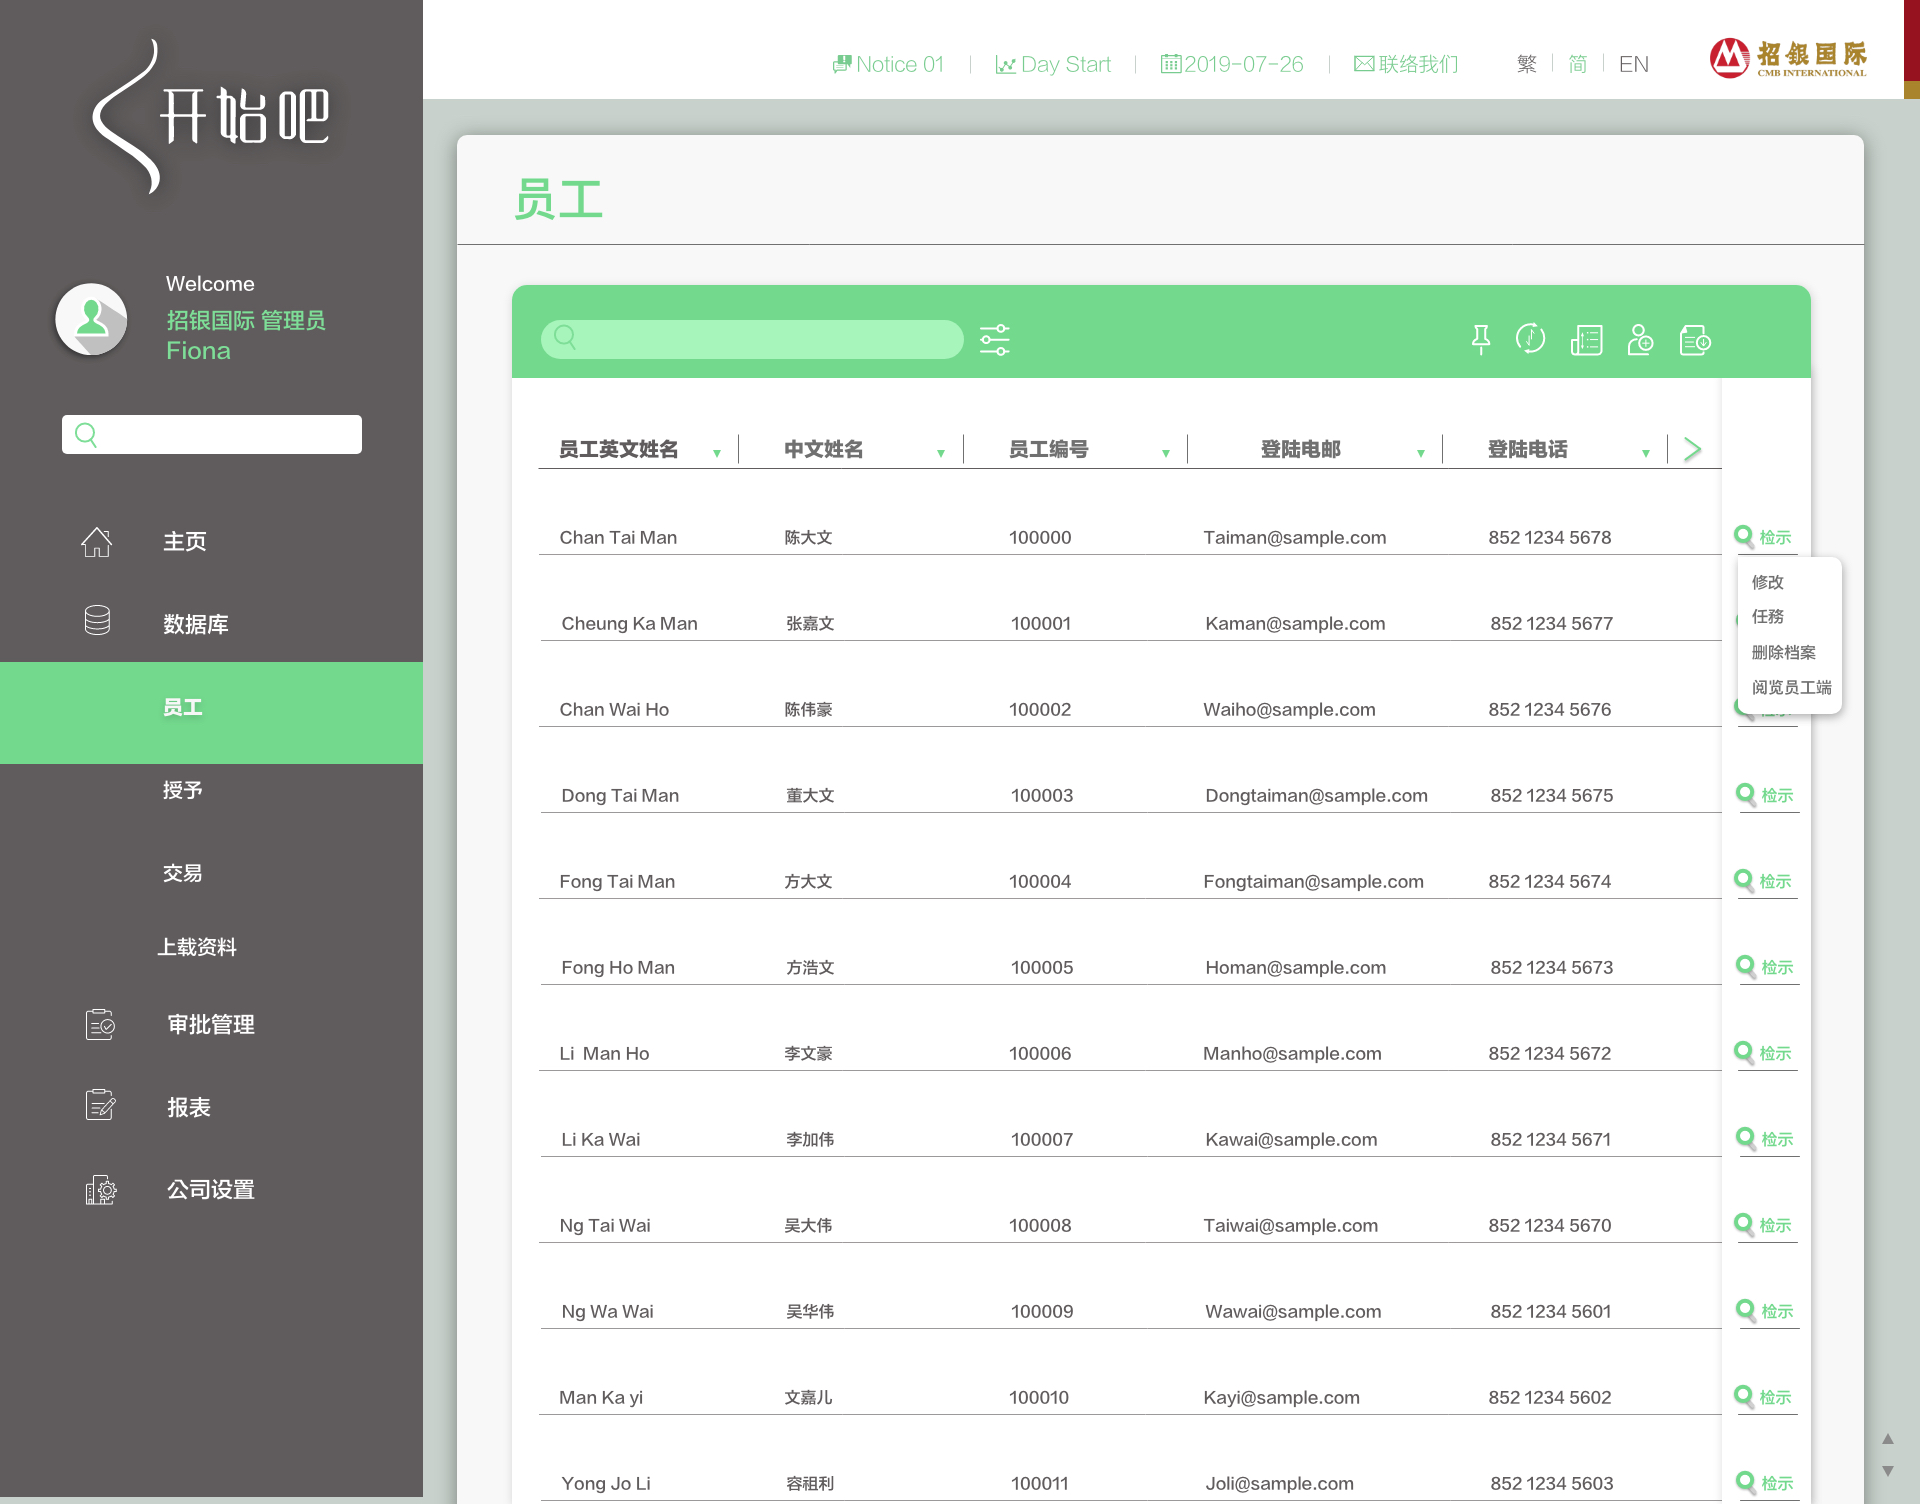 开始吧
Notice 01
Day Start
2019-07-26
联络我们
繁
简
EN
招银国际
CMB INTERNATIONAL
Welcome
招银国际 管理员
Fiona
主页
数据库
员工
授予
交易
上载资料
审批管理
报表
公司设置
员工
员工英文姓名 ▼ 中文姓名 ▼ 员工编号 ▼ 登陆电邮 ▼ 登陆电话 ▼
Chan Tai Man 陈大文 100000 Taiman@sample.com 852 1234 5678 检示
修改
任務
删除档案
阅览员工端
Cheung Ka Man 张嘉文 100001 Kaman@sample.com 852 1234 5677
Chan Wai Ho 陈伟豪 100002 Waiho@sample.com 852 1234 5676
Dong Tai Man 董大文 100003 Dongtaiman@sample.com 852 1234 5675 检示
Fong Tai Man 方大文 100004 Fongtaiman@sample.com 852 1234 5674 检示
Fong Ho Man 方浩文 100005 Homan@sample.com 852 1234 5673 检示
Li  Man Ho 李文豪 100006 Manho@sample.com 852 1234 5672 检示
Li Ka Wai 李加伟 100007 Kawai@sample.com 852 1234 5671 检示
Ng Tai Wai 吴大伟 100008 Taiwai@sample.com 852 1234 5670 检示
Ng Wa Wai 吴华伟 100009 Wawai@sample.com 852 1234 5601 检示
Man Ka yi 文嘉儿 100010 Kayi@sample.com 852 1234 5602 检示
Yong Jo Li 容祖利 100011 Joli@sample.com 852 1234 5603 检示